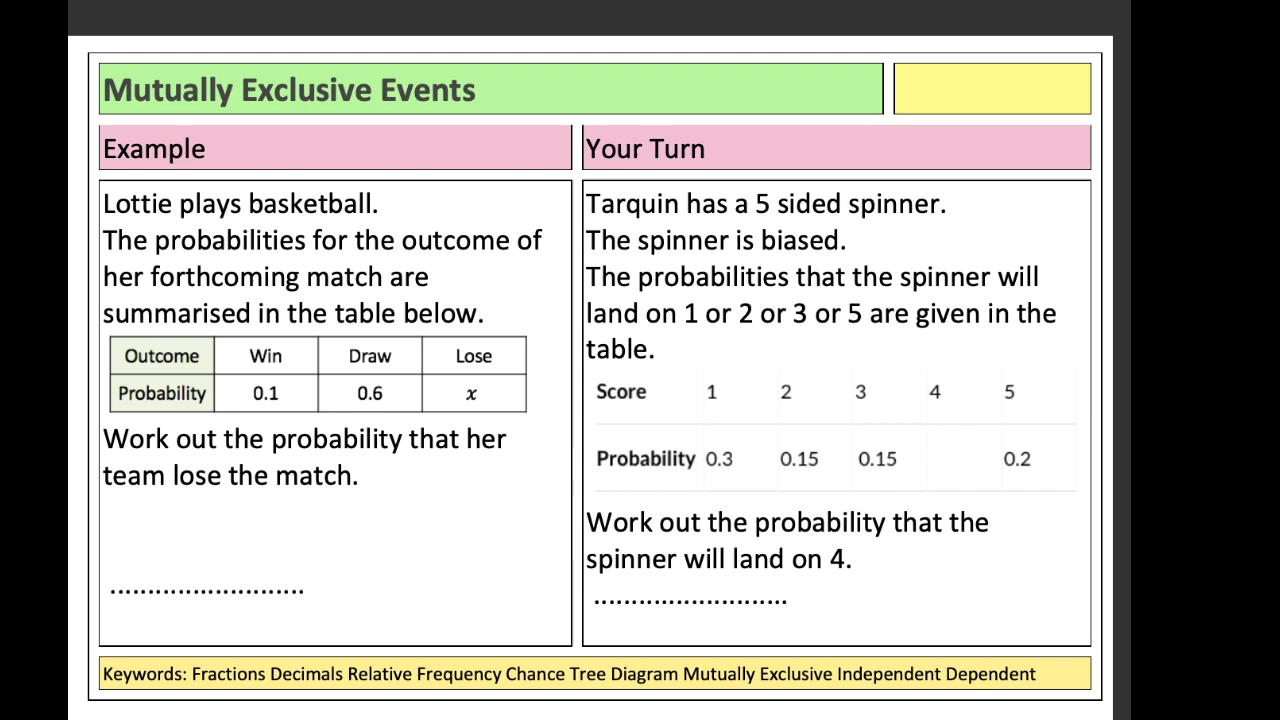 Mutually Exclusive Events
Example
Lottie plays basketball.
The probabilities for the outcome of
her forthcoming match are
summarised in the table below.
Outcome Win Draw Lose
Probability 0.1 0.6 x
Work out the probability that her
team lose the match.
..........................
Your Turn
Tarquin has a 5 sided spinner.
The spinner is biased.
The probabilities that the spinner will
land on 1 or 2 or 3 or 5 are given in the
table.
Score 1 2 3 4 5
Probability 0.3 0.15 0.15 0.2
Work out the probability that the
spinner will land on 4.
..........................
Keywords: Fractions Decimals Relative Frequency Chance Tree Diagram Mutually Exclusive Independent Dependent